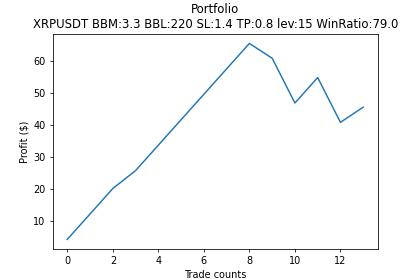 Portfolio
XRPUSDT BBM:3.3 BBL:220 SL:1.4 TP:0.8 lev:15 WinRatio:79.0
60
50
40
30
20
10
Profit ($)
0 2 4 6 8 10 12
Trade counts